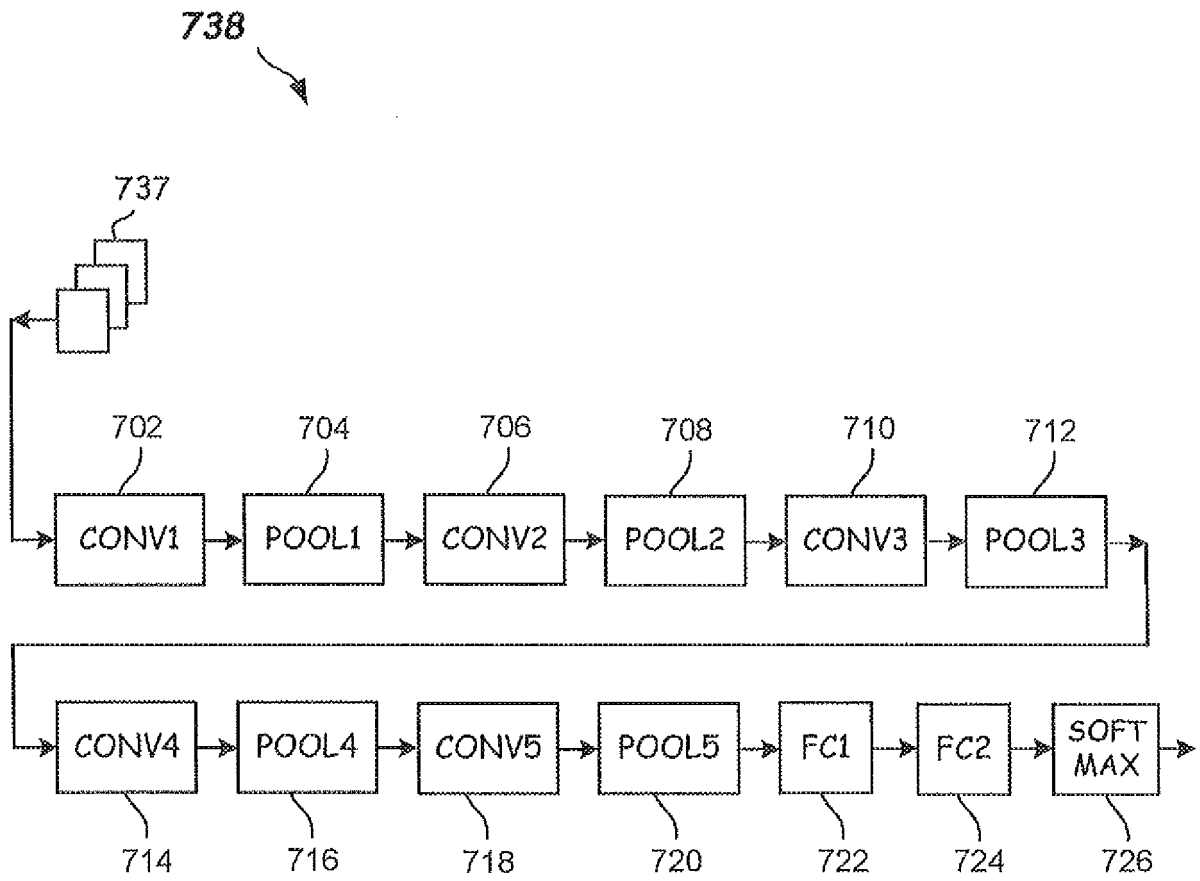 738
737
702 704 706 708 710 712
CONV1 POOL1 CONV2 POOL2 CONV3 POOL3
CONV4 POOL4 CONV5 POOL5 FC1 FC2 SOFT MAX
714 716 718 720 722 724 726